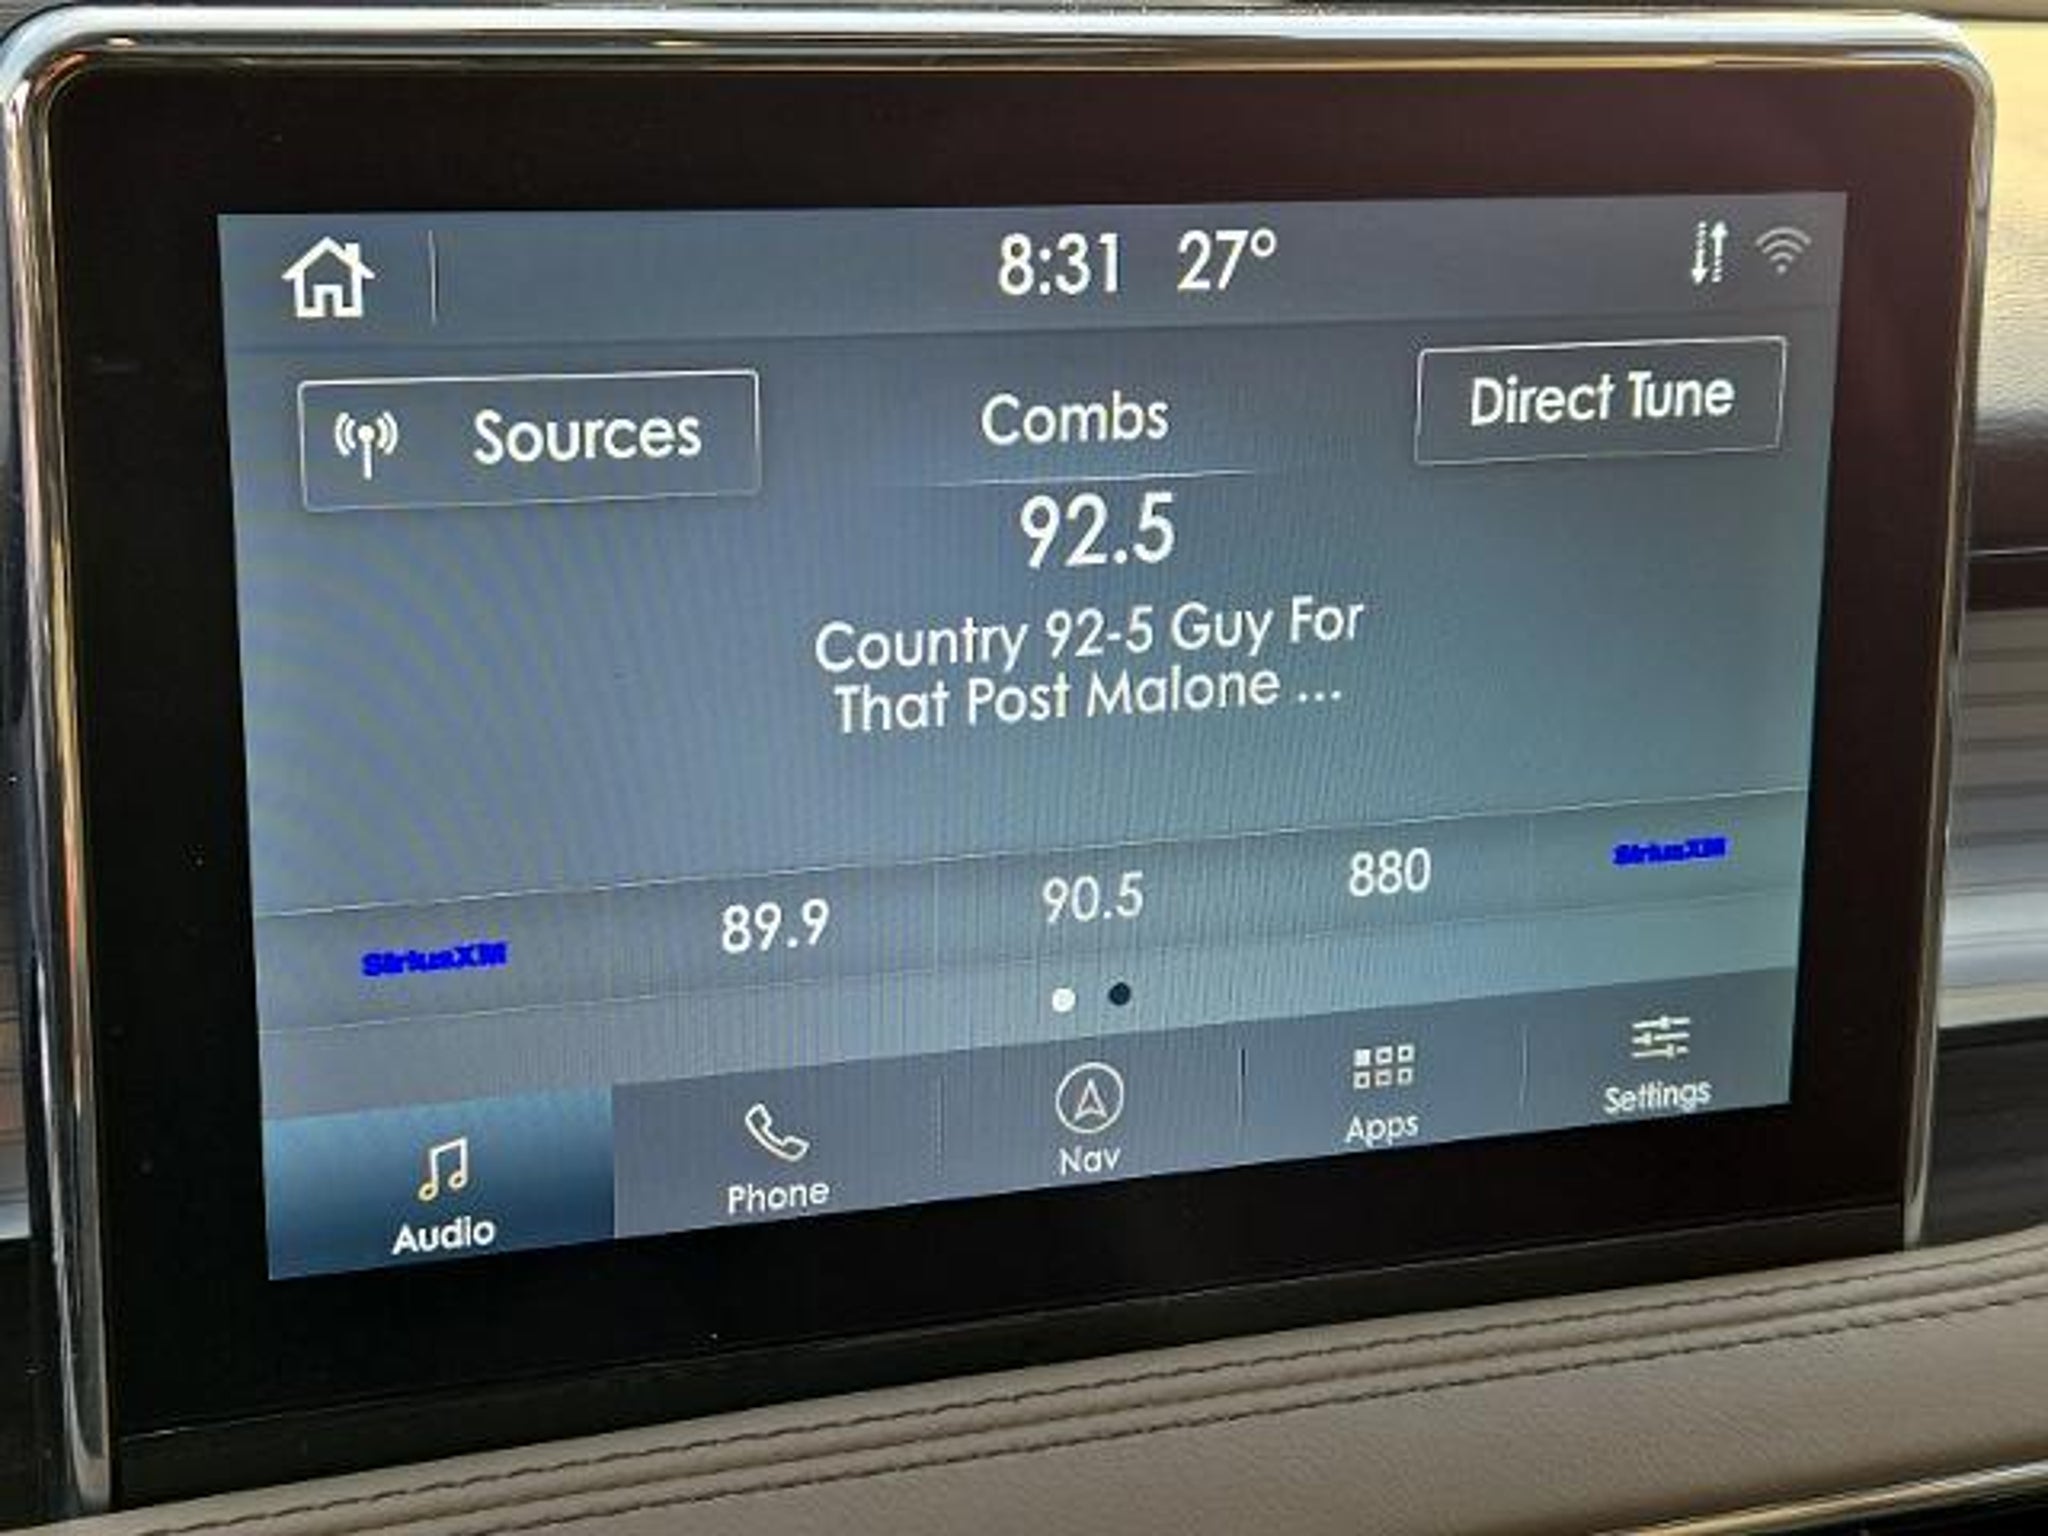 8:31 27°
Sources
Combs
Direct Tune
92.5
Country 92-5 Guy For
That Post Malone ...
SiriusXM
89.9
90.5
880
SiriusXM
Audio
Phone
Nav
Apps
Settings